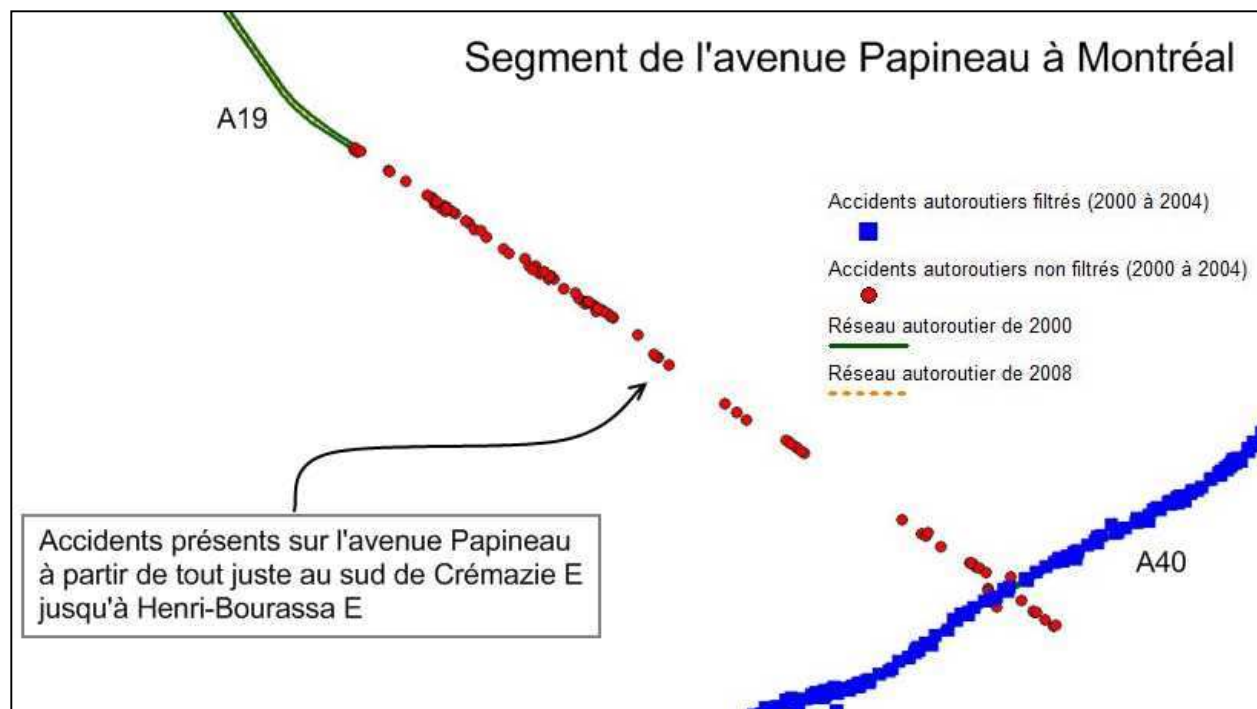 Segment de l'avenue Papineau à Montréal
A19
Accidents autoroutiers filtrés (2000 à 2004)
Accidents autoroutiers non filtrés (2000 à 2004)
Réseau autoroutier de 2000
Réseau autoroutier de 2008
Accidents présents sur l'avenue Papineau
à partir de tout juste au sud de Crémazie E
jusqu'à Henri-Bourassa E
A40